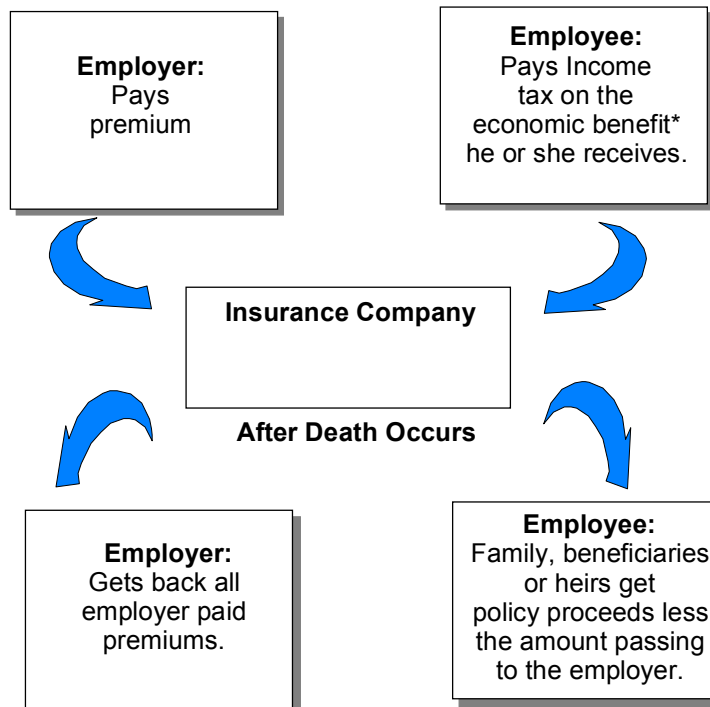 Employer:
Pays
premium
Employee:
Pays Income
tax on the
economic benefit*
he or she receives.
Insurance Company
After Death Occurs
Employer:
Gets back all
employer paid
premiums.
Employee:
Family, beneficiaries
or heirs get
policy proceeds less
the amount passing
to the employer.